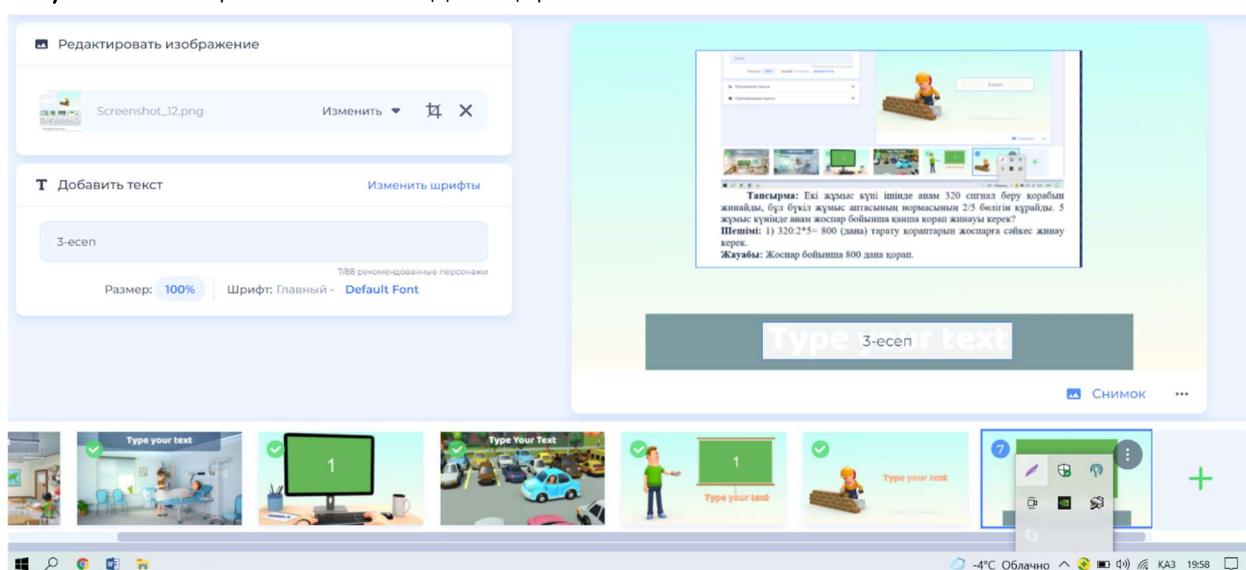 Редактировать изображение
Screenshot_12.png
Изменить
Добавить текст
Изменить шрифты
3-есеп
7/88 рекомендованные персонажи
Размер: 100%
Шрифт: Главный - Default Font
3-есеп
Тапсырма: Екі жұмыс күні ішінде анам 320 сигнал беру қорабын
жинайды, бұл бүкіл жұмыс аптасының нормасының 2/5 бөлігін құрайды. 5
жұмыс күнінде анам жоспар бойынша қанша қорап жинауы керек?
Шешімі: 1) 320:2*5= 800 (дана) тарату қораптарын жоспарға сәйкес жинау
керек.
Жауабы: Жоспар бойынша 800 дана қорап.
Type your text
3-есеп
Снимок
Type your text
1
Type Your Text
1
Type your text
Type your text
7
-4°C Облачно
ҚАЗ
19:58